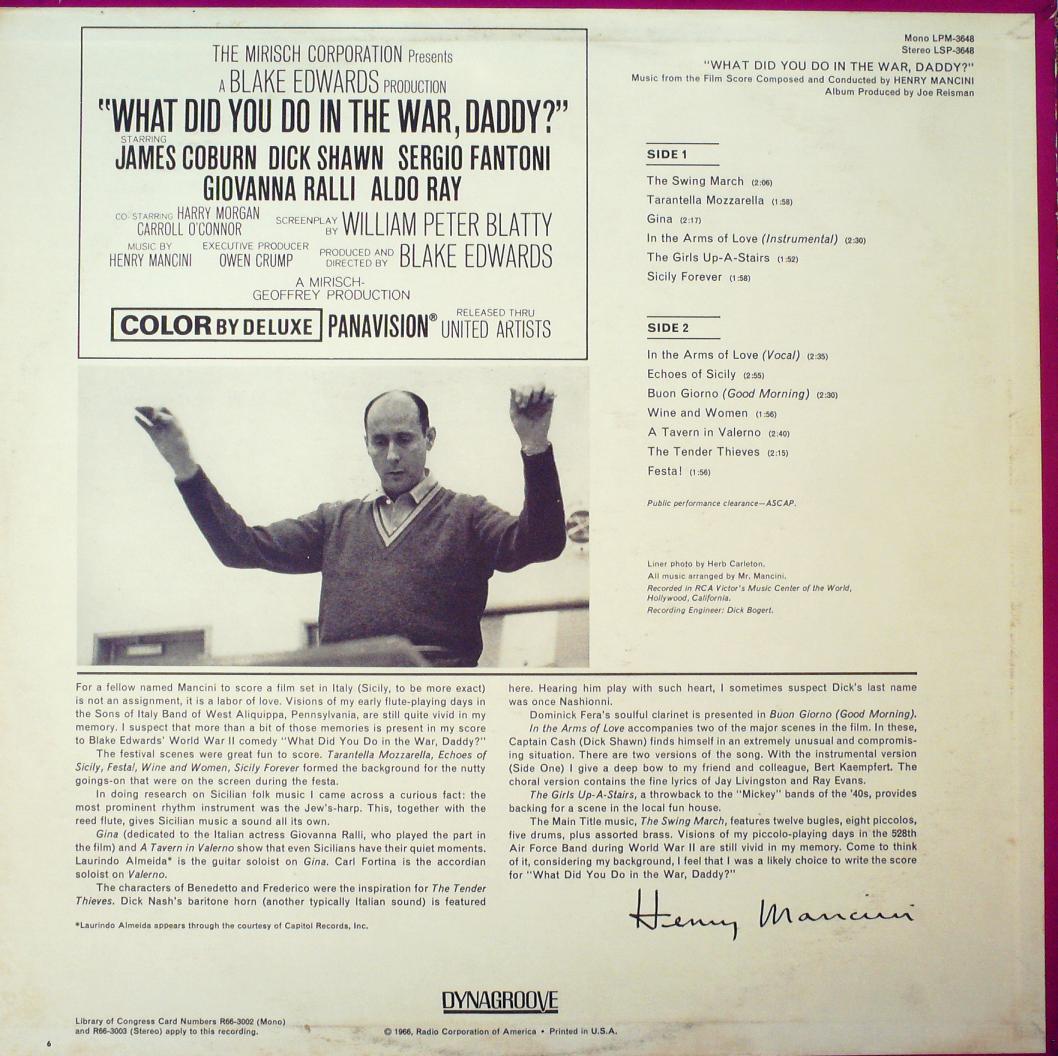 THE MIRISCH CORPORATION Presents
A BLAKE EDWARDS PRODUCTION
"WHAT DID YOU DO IN THE WAR, DADDY?"
STARRING
JAMES COBURN DICK SHAWN SERGIO FANTONI
GIOVANNA RALLI ALDO RAY
CO-STARRING HARRY MORGAN
CARROLL O'CONNOR
SCREENPLAY BY WILLIAM PETER BLATTY
MUSIC BY
HENRY MANCINI
EXECUTIVE PRODUCER
OWEN CRUMP
PRODUCED AND DIRECTED BY BLAKE EDWARDS
A MIRISCH-
GEOFFREY PRODUCTION
COLOR BY DELUXE PANAVISION® RELEASED THRU UNITED ARTISTS
Mono LPM-3648
Stereo LSP-3648
"WHAT DID YOU DO IN THE WAR, DADDY?"
Music from the Film Score Composed and Conducted by HENRY MANCINI
Album Produced by Joe Reisman
SIDE 1
The Swing March (2:06)
Tarantella Mozzarella (1:58)
Gina (2:17)
In the Arms of Love (Instrumental) (2:30)
The Girls Up-A-Stairs (1:52)
Sicily Forever (1:58)
SIDE 2
In the Arms of Love (Vocal) (2:35)
Echoes of Sicily (2:55)
Buon Giorno (Good Morning) (2:30)
Wine and Women (1:56)
A Tavern in Valerno (2:40)
The Tender Thieves (2:15)
Festa! (1:56)
Public performance clearance—ASCAP.
Liner photo by Herb Carleton.
All music arranged by Mr. Mancini.
Recorded in RCA Victor's Music Center of the World,
Hollywood, California.
Recording Engineer: Dick Bogert.
For a fellow named Mancini to score a film set in Italy (Sicily, to be more exact)
is not an assignment, it is a labor of love. Visions of my early flute-playing days in
the Sons of Italy Band of West Aliquippa, Pennsylvania, are still quite vivid in my
memory. I suspect that more than a bit of those memories is present in my score
to Blake Edwards' World War II comedy "What Did You Do in the War, Daddy?"
The festival scenes were great fun to score. Tarantella Mozzarella, Echoes of
Sicily, Festa!, Wine and Women, Sicily Forever formed the background for the nutty
goings-on that were on the screen during the festa.
In doing research on Sicilian folk music I came across a curious fact: the
most prominent rhythm instrument was the Jew's-harp. This, together with the
reed flute, gives Sicilian music a sound all its own.
Gina (dedicated to the Italian actress Giovanna Ralli, who played the part in
the film) and A Tavern in Valerno show that even Sicilians have their quiet moments.
Laurindo Almeida* is the guitar soloist on Gina. Carl Fortina is the accordian
soloist on Valerno.
The characters of Benedetto and Frederico were the inspiration for The Tender
Thieves. Dick Nash's baritone horn (another typically Italian sound) is featured
*Laurindo Almeida appears through the courtesy of Capitol Records, Inc.
here. Hearing him play with such heart, I sometimes suspect Dick's last name
was once Nashionni.
Dominick Fera's soulful clarinet is presented in Buon Giorno (Good Morning).
In the Arms of Love accompanies two of the major scenes in the film. In these,
Captain Cash (Dick Shawn) finds himself in an extremely unusual and compromis-
ing situation. There are two versions of the song. With the instrumental version
(Side One) I give a deep bow to my friend and colleague, Bert Kaempfert. The
choral version contains the fine lyrics of Jay Livingston and Ray Evans.
The Girls Up-A-Stairs, a throwback to the "Mickey" bands of the '40s, provides
backing for a scene in the local fun house.
The Main Title music, The Swing March, features twelve bugles, eight piccolos,
five drums, plus assorted brass. Visions of my piccolo-playing days in the 528th
Air Force Band during World War II are still vivid in my memory. Come to think
of it, considering my background, I feel that I was a likely choice to write the score
for "What Did You Do in the War, Daddy?"
Henry Mancini
DYNAGROOVE
Library of Congress Card Numbers R66-3002 (Mono)
and R66-3003 (Stereo) apply to this recording.
© 1966, Radio Corporation of America • Printed in U.S.A.
6